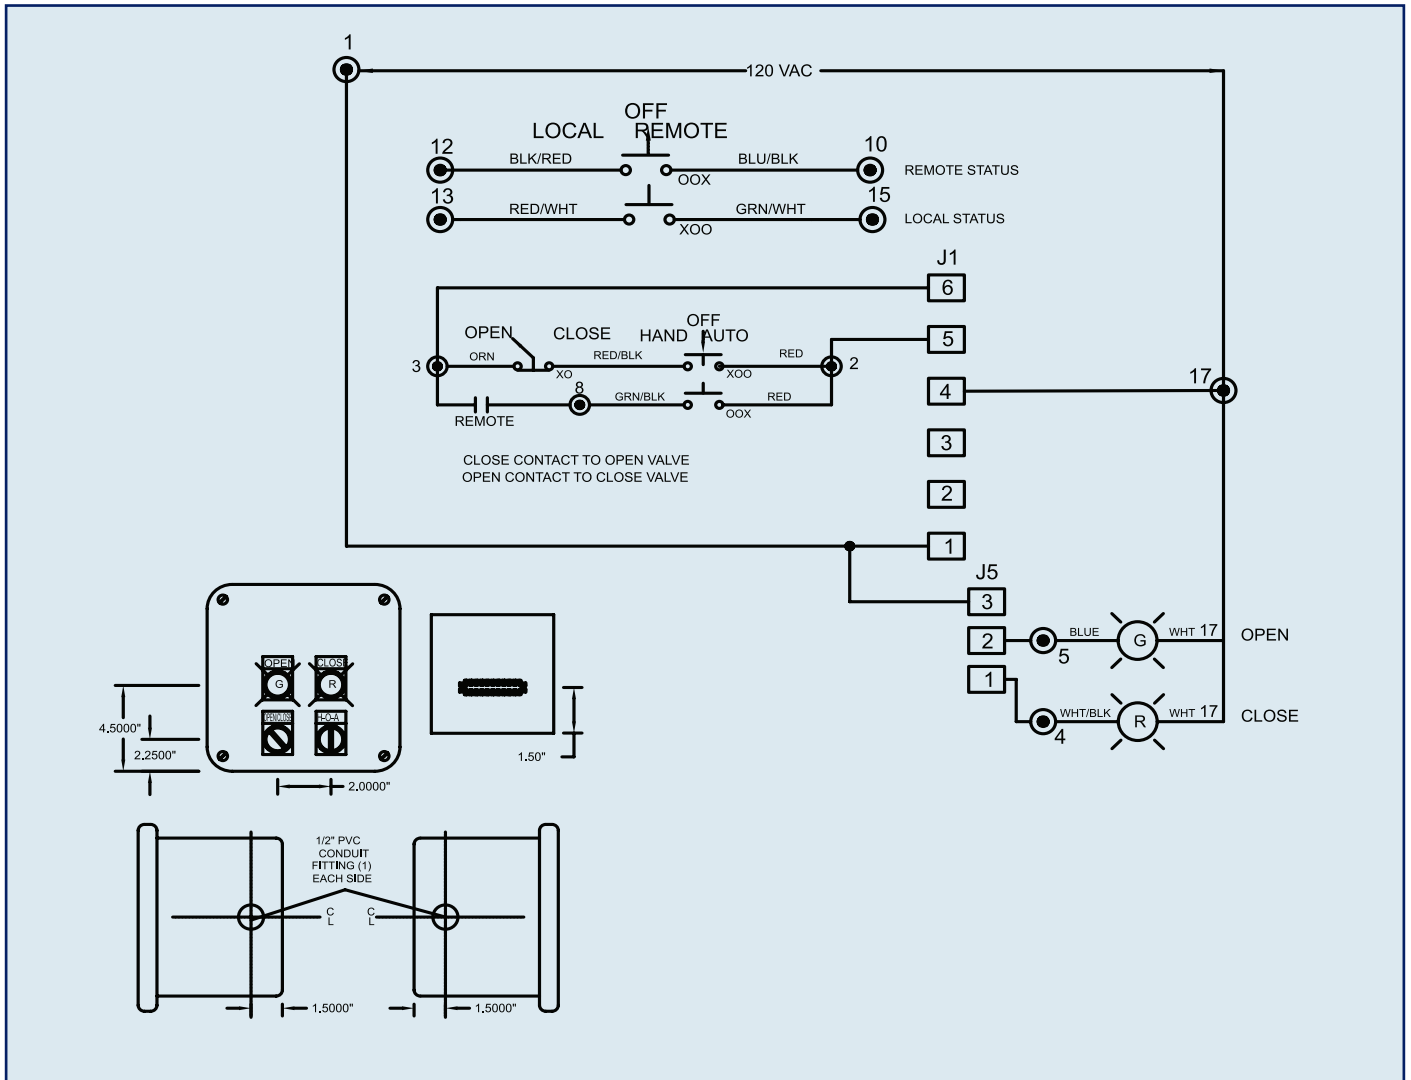 1
120 VAC
OFF
LOCAL REMOTE
12 BLK/RED BLU/BLK 10 REMOTE STATUS
OOX
13 RED/WHT GRN/WHT 15 LOCAL STATUS
XOO
J1
6
OFF
OPEN CLOSE HAND AUTO
5
3 ORN RED/BLK RED 2
XO XOO
8
17
4
GRN/BLK RED
REMOTE OOX
3
CLOSE CONTACT TO OPEN VALVE
OPEN CONTACT TO CLOSE VALVE
2
1
J5
3
2 BLUE G WHT 17 OPEN
5
1
WHT/BLK R WHT 17 CLOSE
4
OPEN CLOSE
G R
OPEN/CLOSE H-O-A
4.5000"
2.2500"
2.0000"
1.50"
1/2" PVC
CONDUIT
FITTING (1)
EACH SIDE
C C
L L
1.5000" 1.5000"